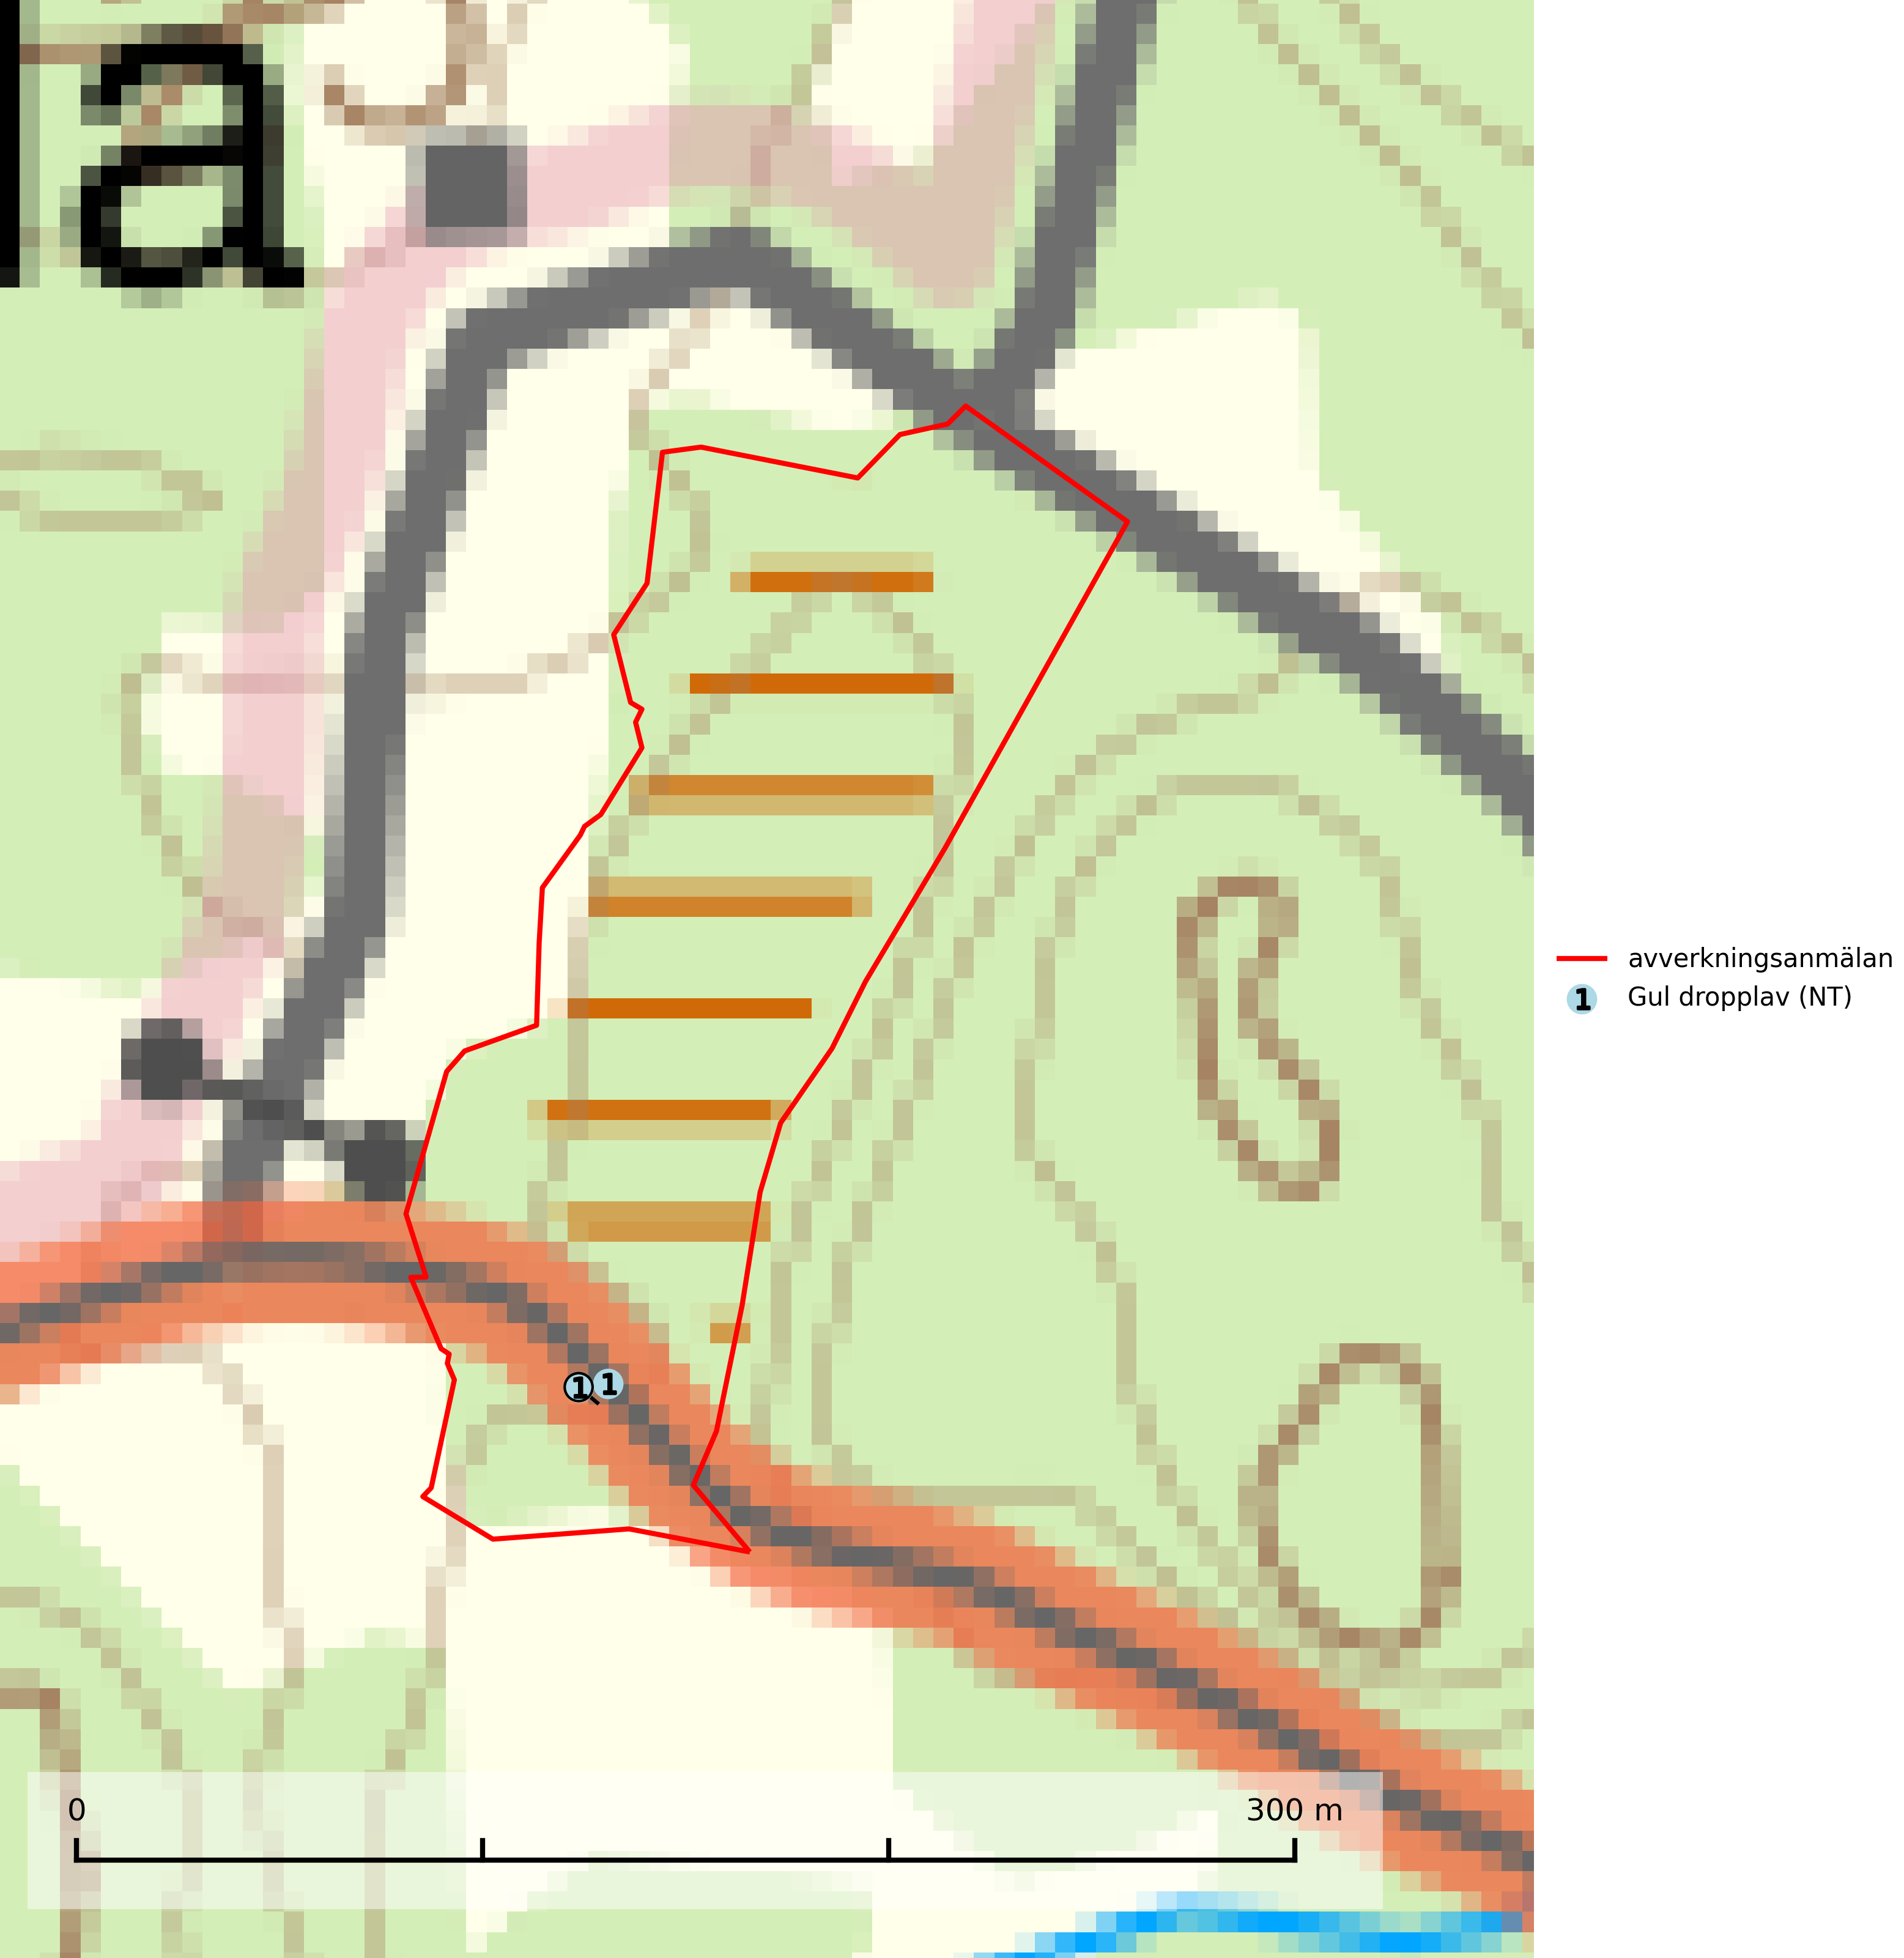 la
avverkningsanmälan
1 Gul dropplav (NT)
1 1
0 300 m